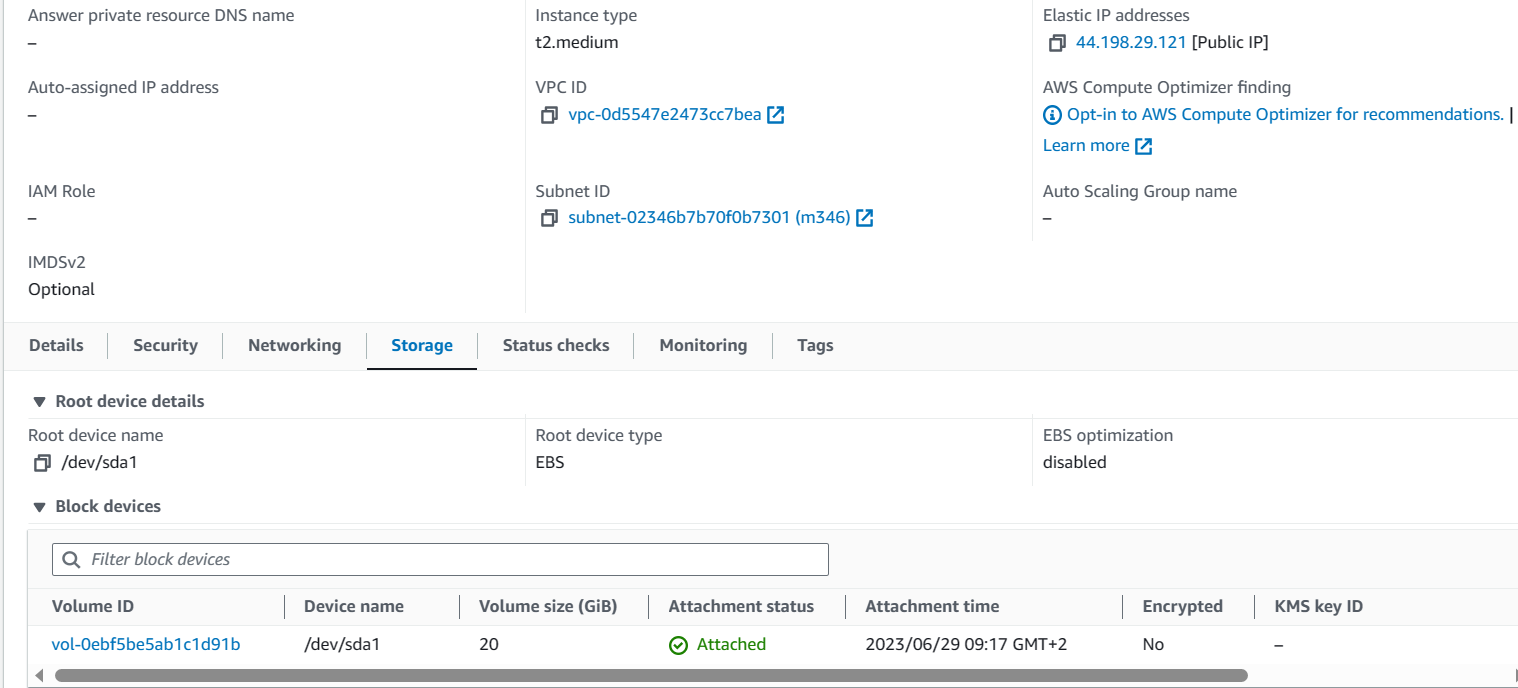 Answer private resource DNS name
–
Instance type
t2.medium
Elastic IP addresses
44.198.29.121 [Public IP]
Auto-assigned IP address
–
VPC ID
vpc-0d5547e2473cc7bea
AWS Compute Optimizer finding
Opt-in to AWS Compute Optimizer for recommendations. |
Learn more
IAM Role
–
Subnet ID
subnet-02346b7b70f0b7301 (m346)
Auto Scaling Group name
–
IMDSv2
Optional
Details Security Networking Storage Status checks Monitoring Tags
Root device details
Root device name
/dev/sda1
Root device type
EBS
EBS optimization
disabled
Block devices
Filter block devices
Volume ID Device name Volume size (GiB) Attachment status Attachment time Encrypted KMS key ID
vol-0ebf5be5ab1c1d91b /dev/sda1 20 Attached 2023/06/29 09:17 GMT+2 No –